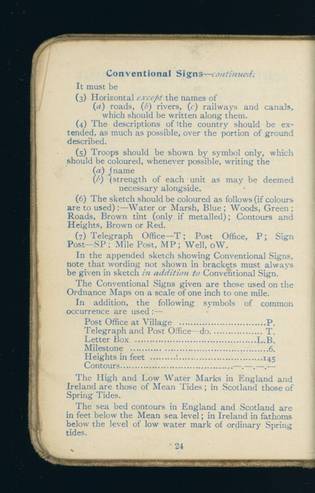 Conventional Signs—continued.
It must be
(3) Horizontal except the names of
(a) roads, (b) rivers, (c) railways and canals,
which should be written along them.
(4) The descriptions of the country should be ex-
tended, as much as possible, over the portion of ground
described.
(5) Troops should be shown by symbol only, which
should be coloured, whenever possible, writing the
(a) {name
(b) {strength of each unit as may be deemed
necessary alongside.
(6) The sketch should be coloured as follows (if colours
are to used):—Water or Marsh, Blue; Woods, Green;
Roads, Brown tint (only if metalled); Contours and
Heights, Brown or Red.
(7) Telegraph Office—T; Post Office, P; Sign
Post—SP; Mile Post, MP; Well, oW.
In the appended sketch showing Conventional Signs,
note that wording not shown in brackets must always
be given in sketch in addition to Conventional Sign.
The Conventional Signs given are those used on the
Ordnance Maps on a scale of one inch to one mile.
In addition, the following symbols of common
occurrence are used:—
Post Office at Village ............................P.
Telegraph and Post Office—do. ................ T.
Letter Box ......................................L.B.
Milestone ..........................................6.
Heights in feet ....................................145
Contours....................................—.—.—.—
The High and Low Water Marks in England and
Ireland are those of Mean Tides; in Scotland those of
Spring Tides.
The sea bed contours in England and Scotland are
in feet below the Mean sea level; in Ireland in fathoms
below the level of low water mark of ordinary Spring
tides.
24